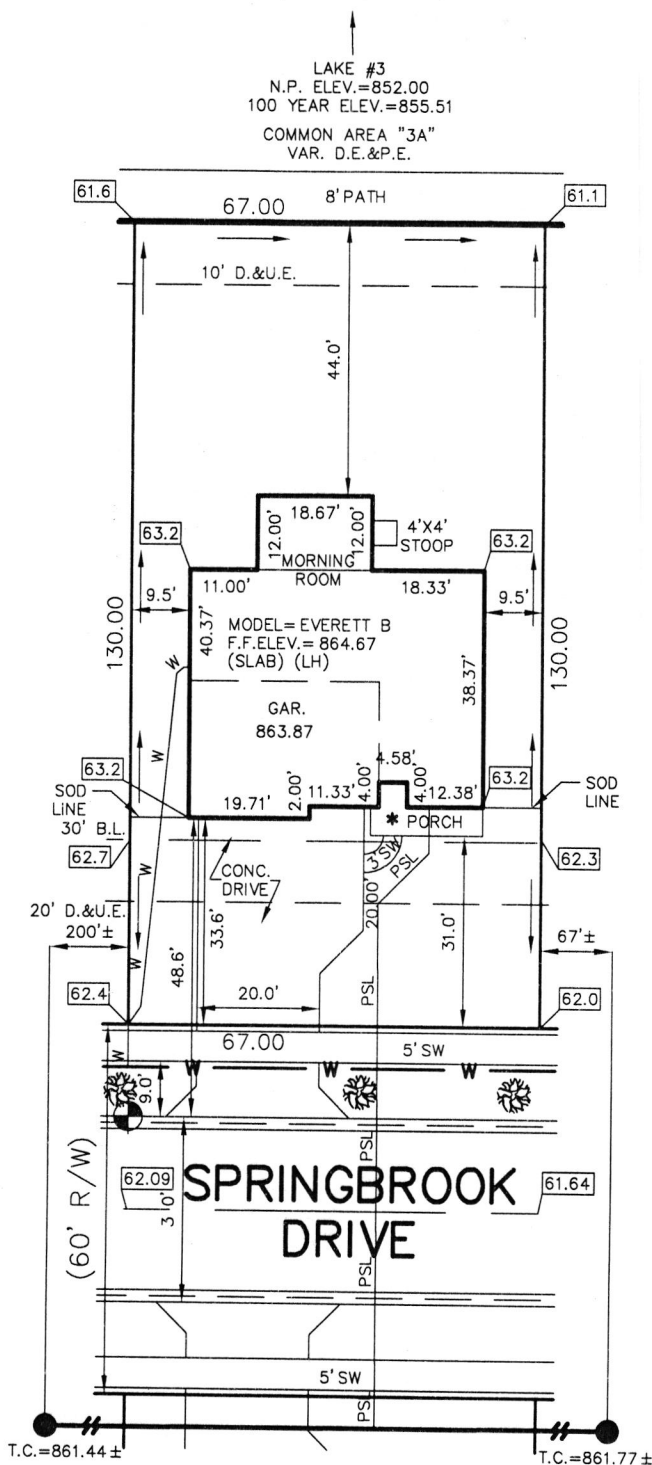 LAKE #3
N.P. ELEV.=852.00
100 YEAR ELEV.=855.51
COMMON AREA "3A"
VAR. D.E.&P.E.
61.6
67.00
8' PATH
61.1
10' D.&U.E.
44.0'
18.67'
12.00'
12.00'
4'X4'
STOOP
63.2
MORNING
ROOM
63.2
11.00'
18.33'
9.5'
9.5'
130.00
40.37'
MODEL= EVERETT B
F.F.ELEV.= 864.67
(SLAB) (LH)
38.37'
130.00
W
GAR.
863.87
W
4.58'
63.2
19.71'
2.00'
11.33'
4.00'
4.00'
12.38'
63.2
SOD
LINE
SOD
LINE
* PORCH
30' B.L.
W
62.7
3'SW
PSL
62.3
CONC.
DRIVE
W
20' D.&U.E.
20.00'
33.6'
31.0'
200'±
67'±
48.6'
W
62.4
20.0'
PSL
62.0
67.00
5' SW
W
W
W
W
9.0'
PSL
(60' R/W)
62.09
SPRINGBROOK
DRIVE
61.64
PSL
5' SW
PSL
T.C.=861.44±
T.C.=861.77±